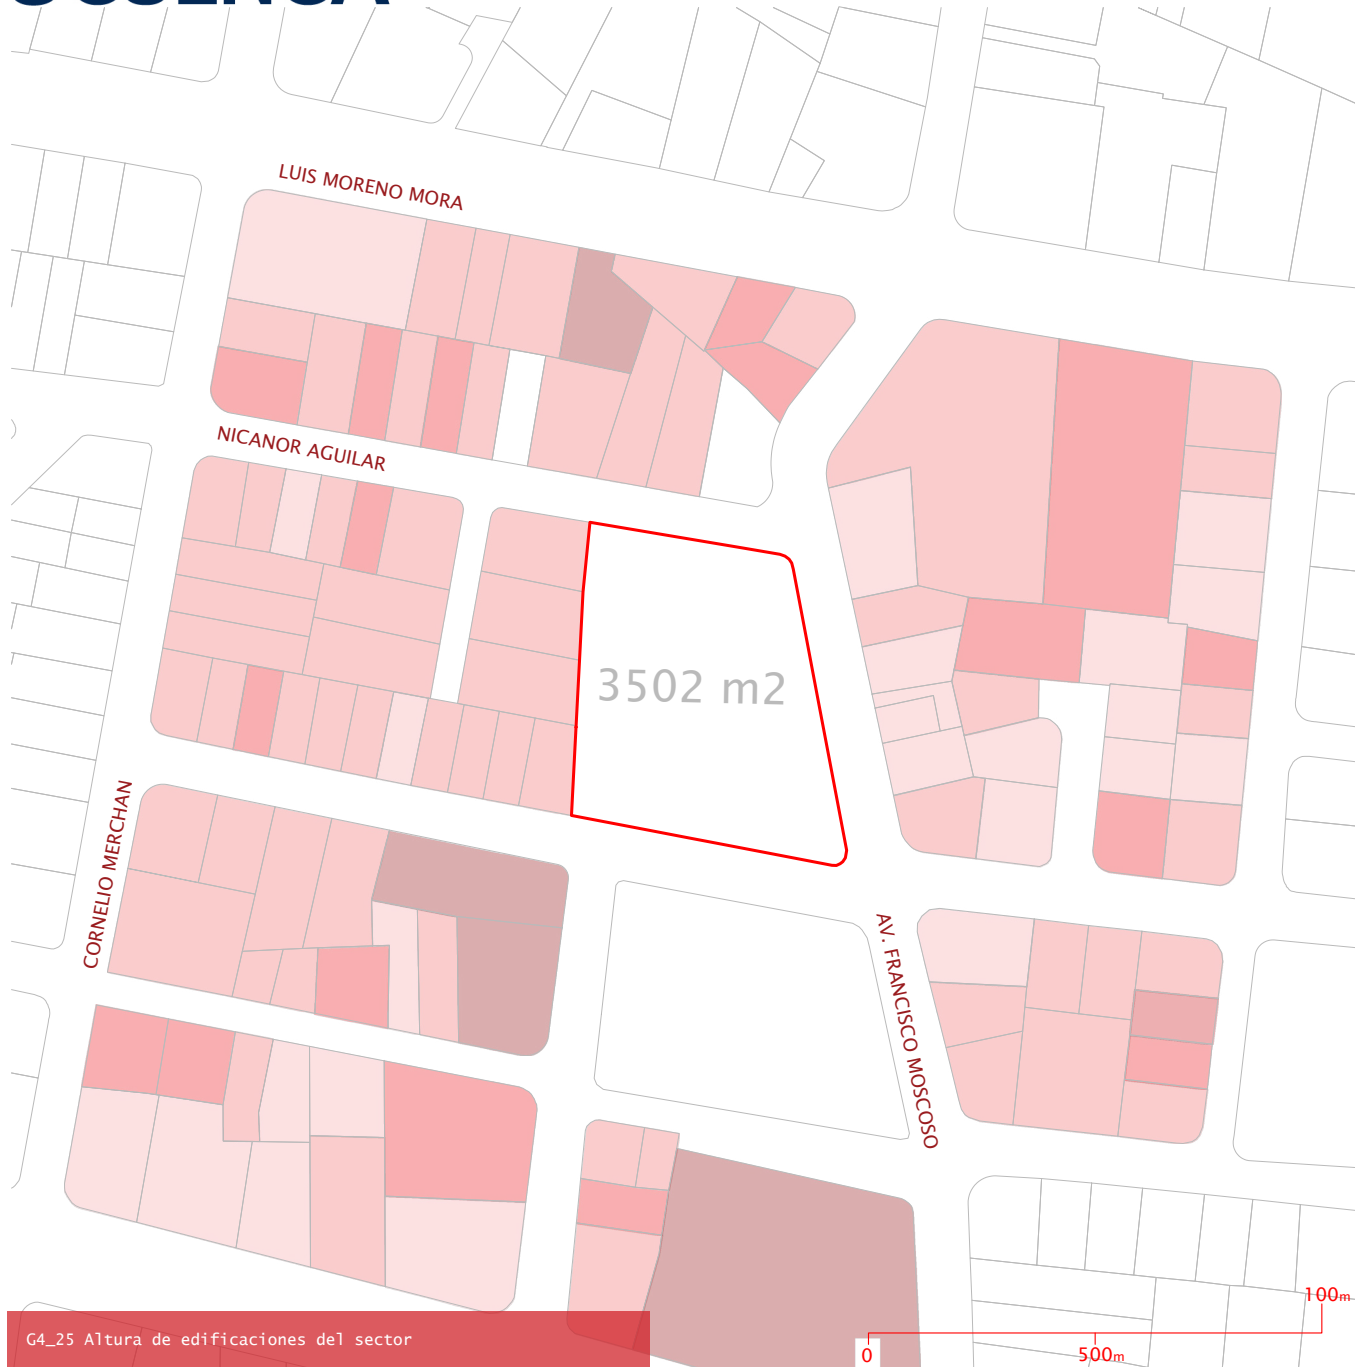 LUIS MORENO MORA
NICANOR AGUILAR
3502 m2
CORNELIO MERCHAN
AV. FRANCISCO MOSCOSO
100m
G4_25 Altura de edificaciones del sector
0
500m